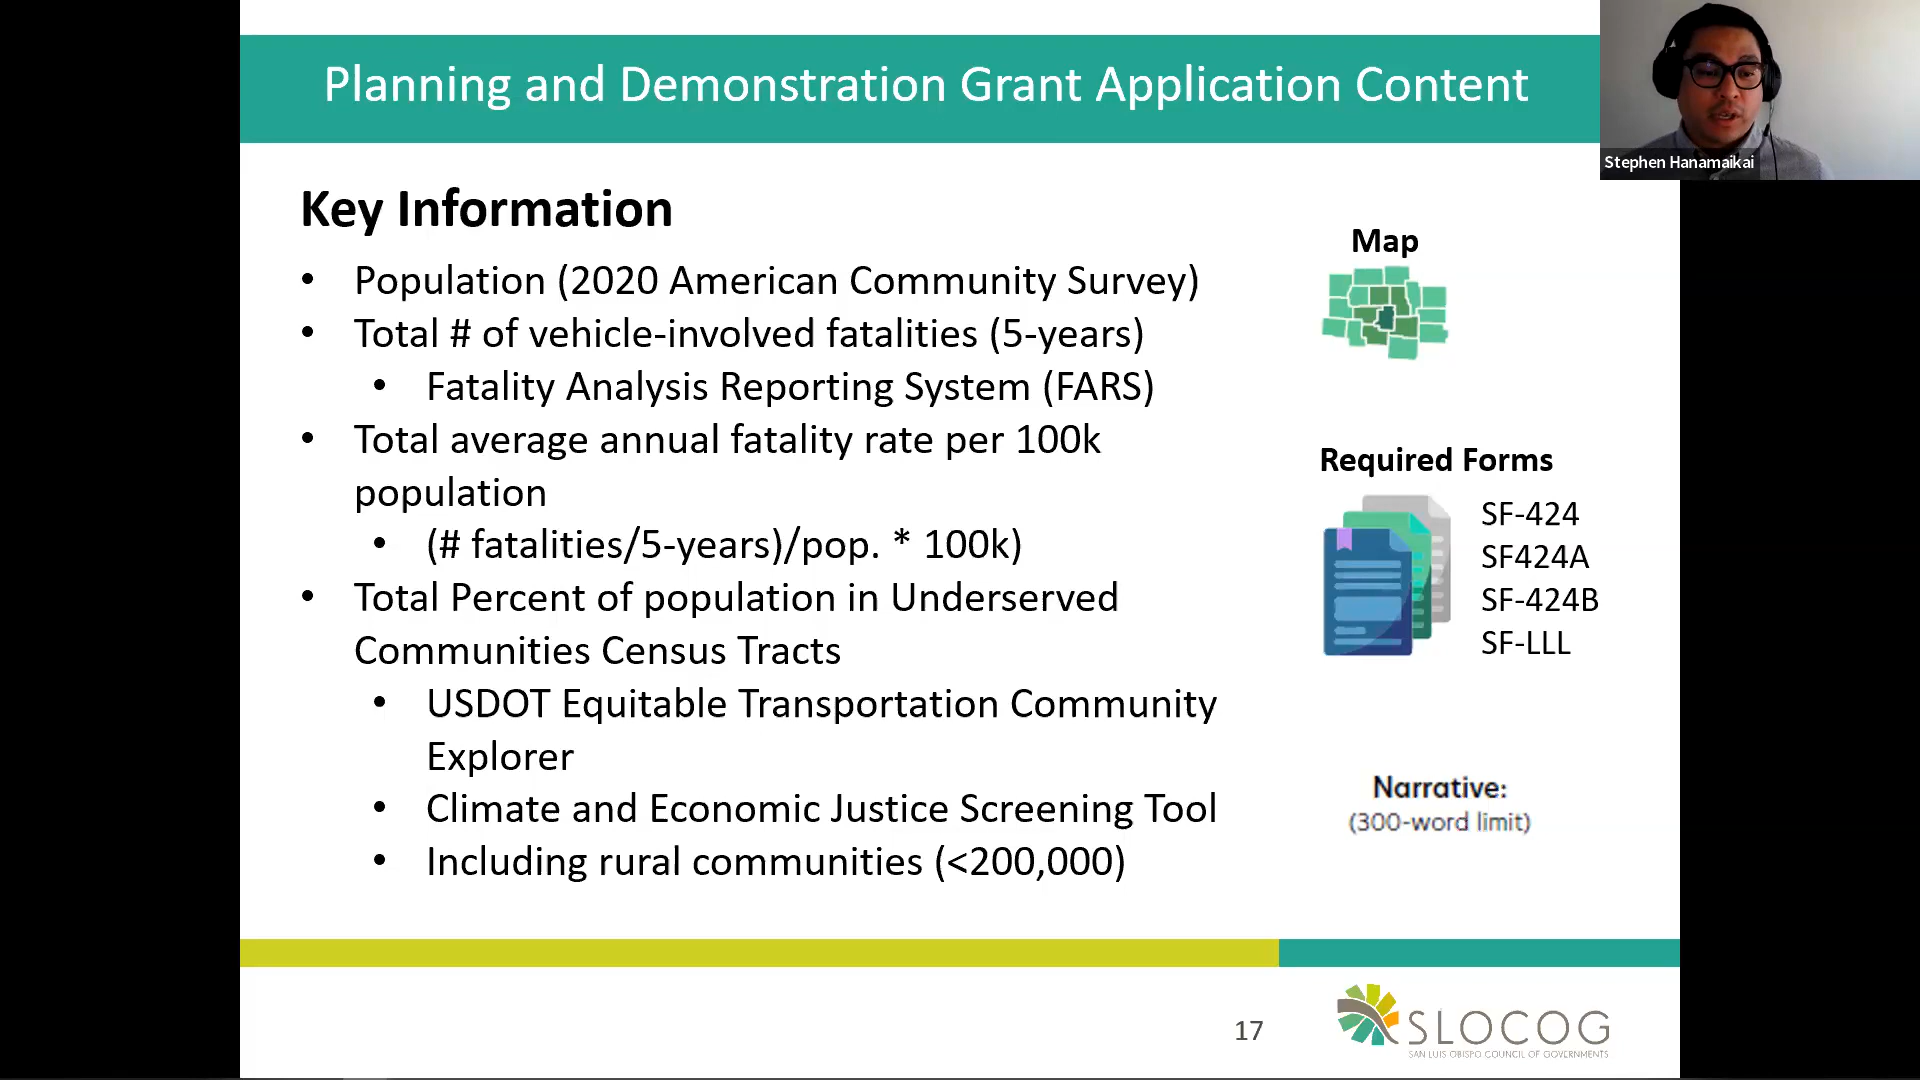 Planning and Demonstration Grant Application Content
Stephen Hanamaikai
Key Information
• Population (2020 American Community Survey)
• Total # of vehicle-involved fatalities (5-years)
• Fatality Analysis Reporting System (FARS)
• Total average annual fatality rate per 100k
population
• (# fatalities/5-years)/pop. * 100k)
• Total Percent of population in Underserved
Communities Census Tracts
• USDOT Equitable Transportation Community
Explorer
• Climate and Economic Justice Screening Tool
• Including rural communities (<200,000)
Map
Required Forms
SF-424
SF424A
SF-424B
SF-LLL
Narrative:
(300-word limit)
17
SLOCOG
SAN LUIS OBISPO COUNCIL OF GOVERNMENTS